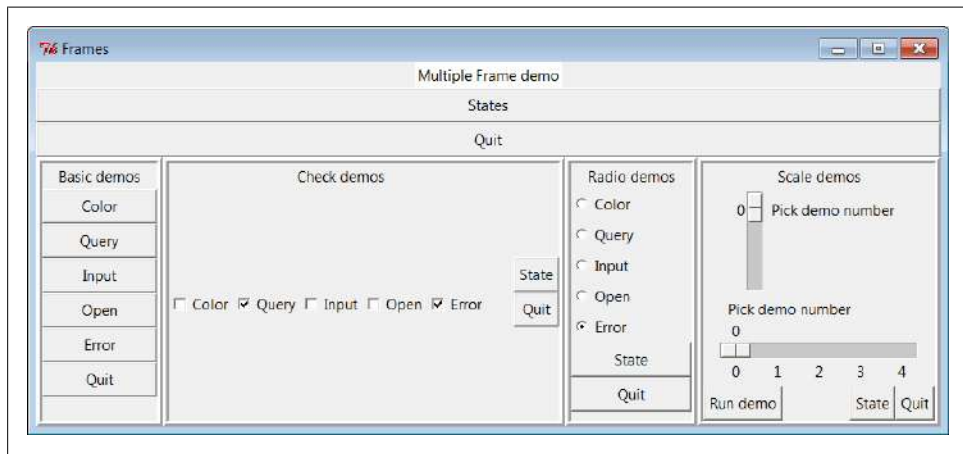 Frames
Multiple Frame demo
States
Quit
Basic demos
Color
Query
Input
Open
Error
Quit
Check demos
Color Query Input Open Error
State
Quit
Radio demos
Color
Query
Input
Open
Error
State
Quit
Scale demos
0 Pick demo number
Pick demo number
0
0 1 2 3 4
Run demo State Quit